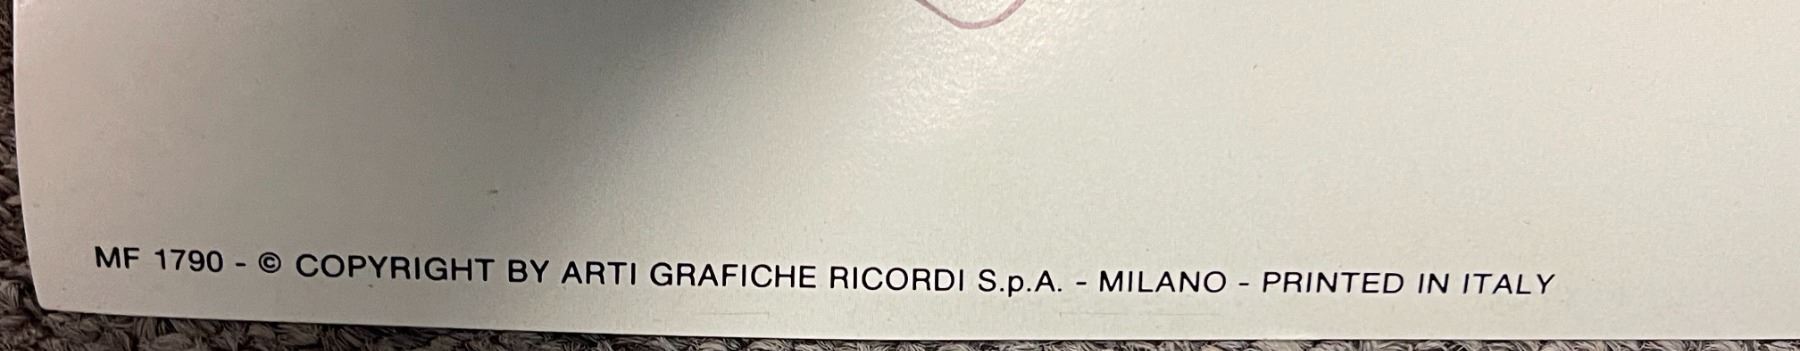 MF 1790 - © COPYRIGHT BY ARTI GRAFICHE RICORDI S.p.A. - MILANO - PRINTED IN ITALY